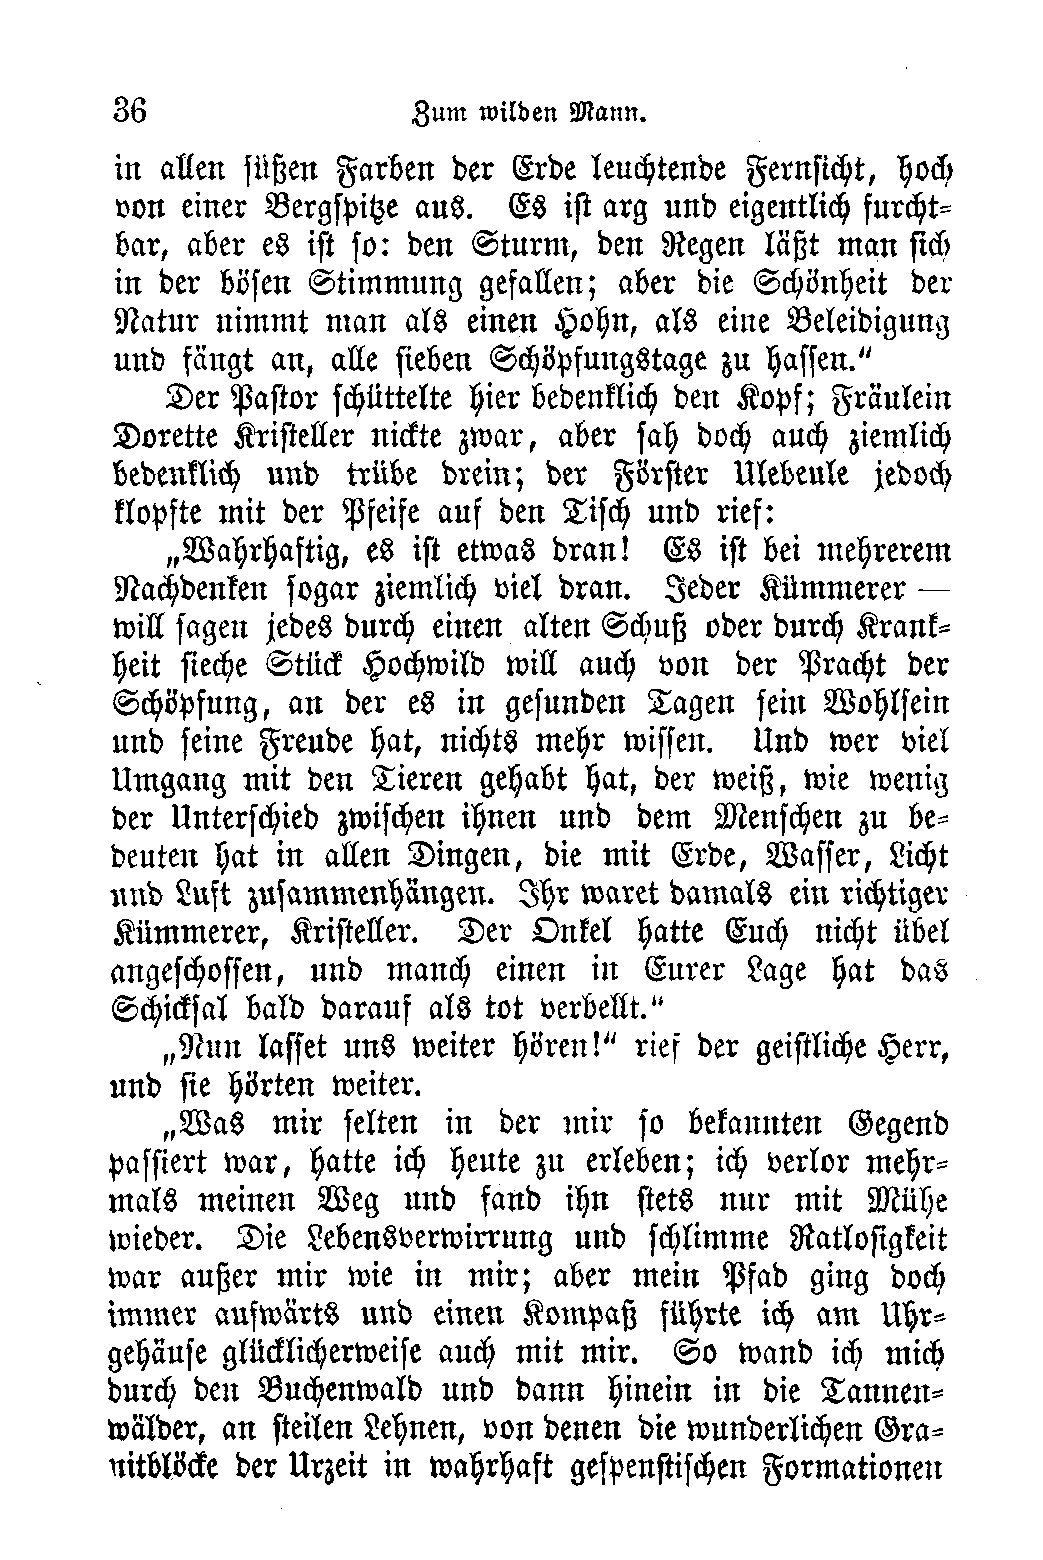 36 Zum wilden Mann.
in allen süßen Farben der Erde leuchtende Fernsicht, hoch
von einer Bergspitze aus. Es ist arg und eigentlich furcht-
bar, aber es ist so: den Sturm, den Regen läßt man sich
in der bösen Stimmung gefallen; aber die Schönheit der
Natur nimmt man als einen Hohn, als eine Beleidigung
und fängt an, alle sieben Schöpfungstage zu hassen.“
Der Pastor schüttelte hier bedenklich den Kopf; Fräulein
Dorette Kristeller nickte zwar, aber sah doch auch ziemlich
bedenklich und trübe drein; der Förster Ulebeule jedoch
klopfte mit der Pfeife auf den Tisch und rief:
„Wahrhaftig, es ist etwas dran! Es ist bei mehrerem
Nachdenken sogar ziemlich viel dran. Jeder Kümmerer —
will sagen jedes durch einen alten Schuß oder durch Krank-
heit sieche Stück Hochwild will auch von der Pracht der
Schöpfung, an der es in gesunden Tagen sein Wohlsein
und seine Freude hat, nichts mehr wissen. Und wer viel
Umgang mit den Tieren gehabt hat, der weiß, wie wenig
der Unterschied zwischen ihnen und dem Menschen zu be-
deuten hat in allen Dingen, die mit Erde, Wasser, Licht
und Luft zusammenhängen. Ihr waret damals ein richtiger
Kümmerer, Kristeller. Der Onkel hatte Euch nicht übel
angeschossen, und manch einen in Eurer Lage hat das
Schicksal bald darauf als tot verbellt.“
„Nun lasset uns weiter hören!“ rief der geistliche Herr,
und sie hörten weiter.
„Was mir selten in der mir so bekannten Gegend
passiert war, hatte ich heute zu erleben; ich verlor mehr-
mals meinen Weg und fand ihn stets nur mit Mühe
wieder. Die Lebensverwirrung und schlimme Ratlosigkeit
war außer mir wie in mir; aber mein Pfad ging doch
immer aufwärts und einen Kompaß führte ich am Uhr-
gehäuse glücklicherweise auch mit mir. So wand ich mich
durch den Buchenwald und dann hinein in die Tannen-
wälder, an steilen Lehnen, von denen die wunderlichen Gra-
nitblöcke der Urzeit in wahrhaft gespenstischen Formationen